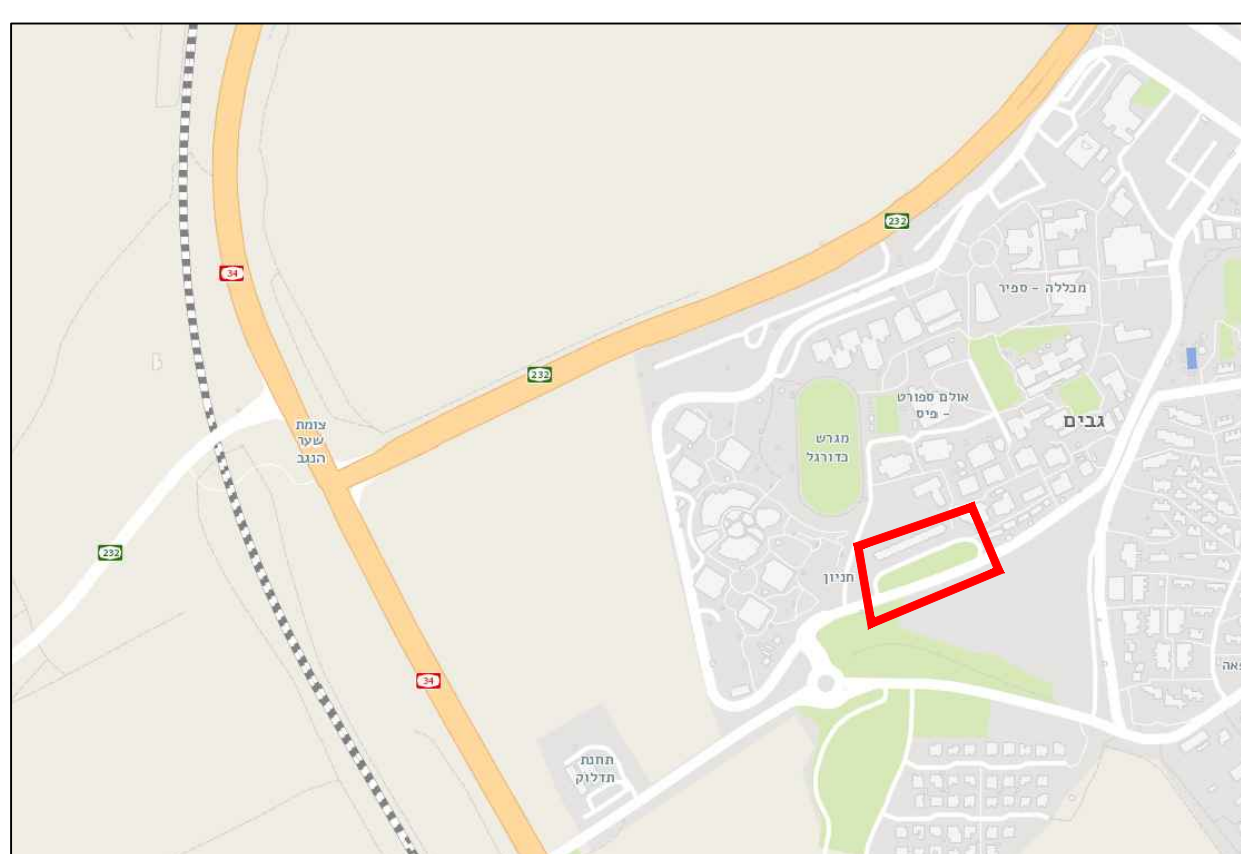 232
34
מכללה - ספיר
232
אולם ספורט
- פיס
גבים
צומת
שער
הנגב
מגרש
כדורגל
232
חניון
34
תחנת
תדלוק